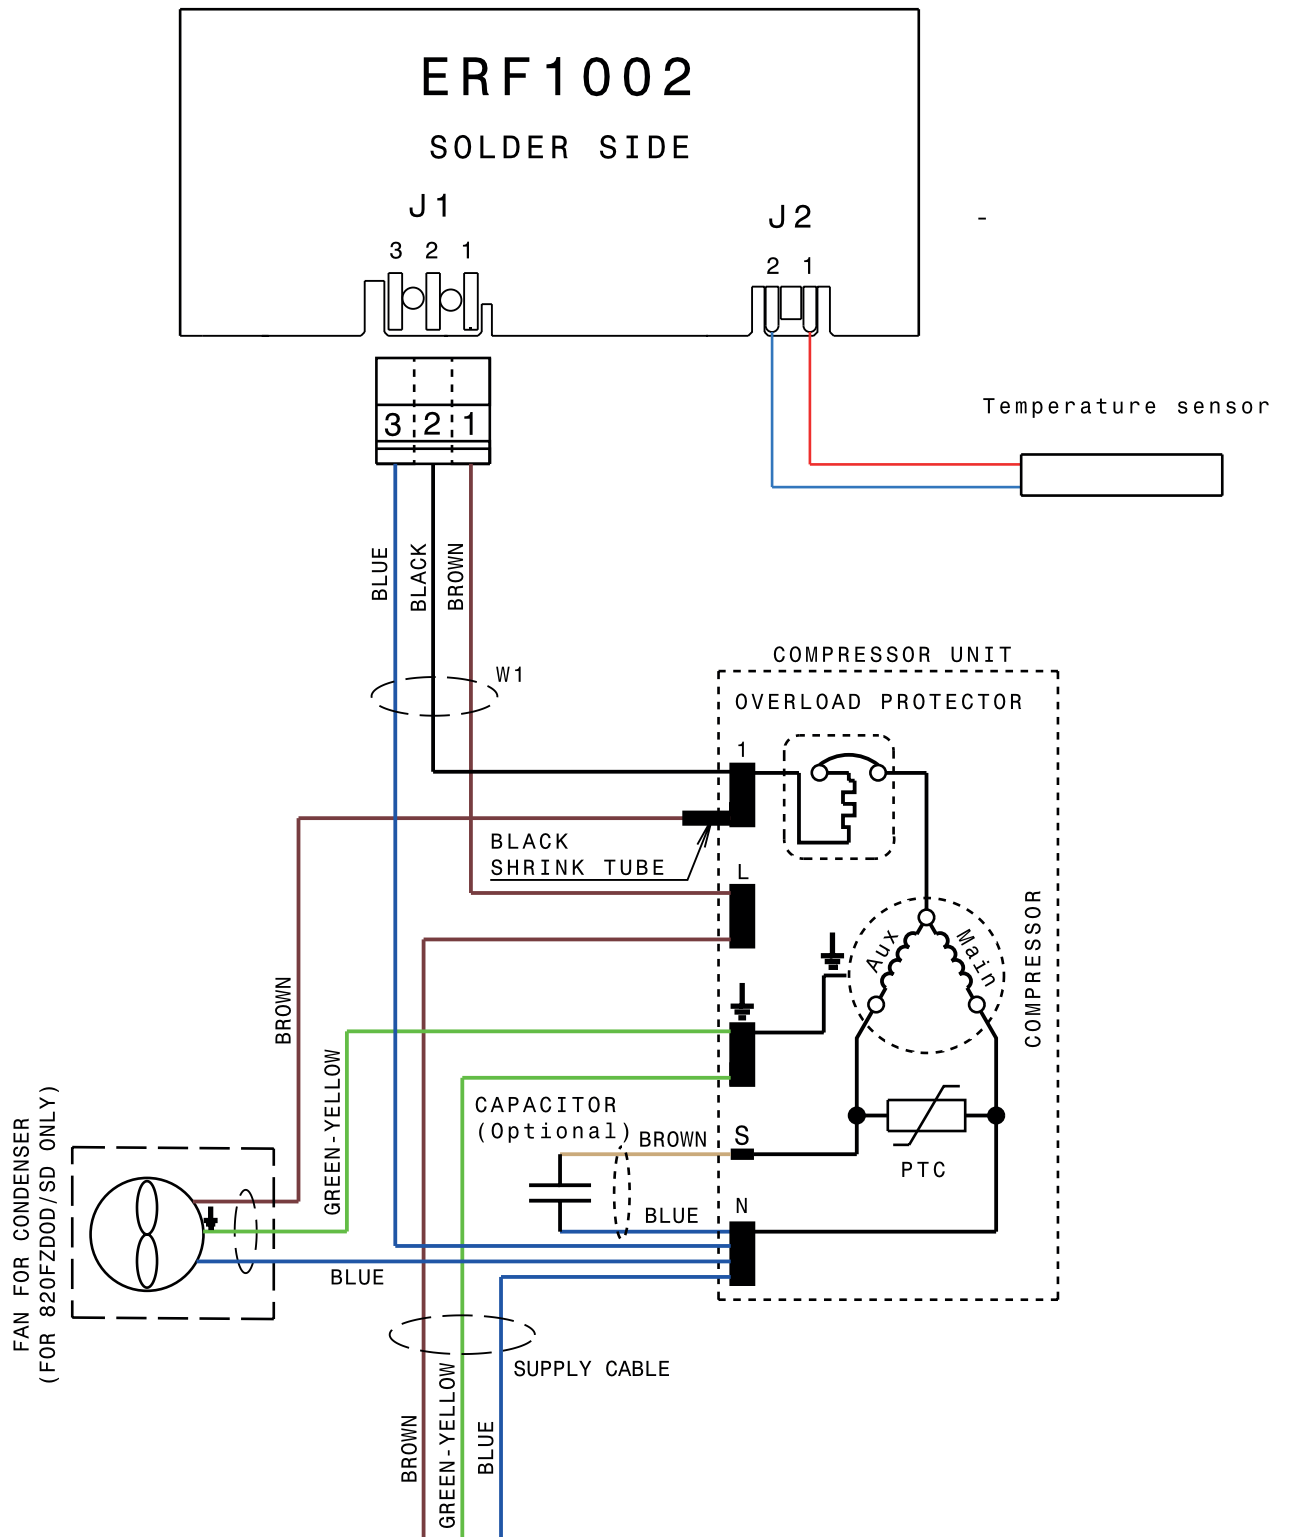 ERF1002
SOLDER SIDE
J1
J2
3 2 1
2 1
-
Temperature sensor
3 2 1
BLUE
BLACK
BROWN
W1
COMPRESSOR UNIT
OVERLOAD PROTECTOR
1
BLACK
SHRINK TUBE
L
Aux
Main
COMPRESSOR
BROWN
GREEN-YELLOW
CAPACITOR
(Optional)
BROWN
S
PTC
BLUE
N
FAN FOR CONDENSER
(FOR 820FZDOD/SD ONLY)
BLUE
SUPPLY CABLE
BROWN
GREEN-YELLOW
BLUE